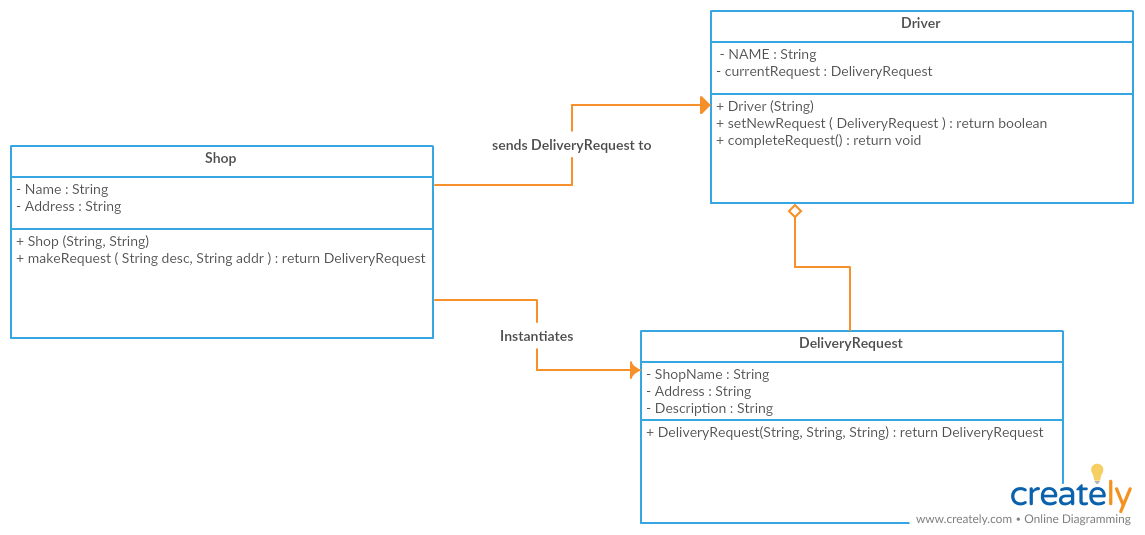 Driver
- NAME : String
- currentRequest : DeliveryRequest
+ Driver (String)
+ setNewRequest ( DeliveryRequest ) : return boolean
+ completeRequest() : return void
sends DeliveryRequest to
Shop
- Name : String
- Address : String
+ Shop (String, String)
+ makeRequest ( String desc, String addr ) : return DeliveryRequest
Instantiates
DeliveryRequest
- ShopName : String
- Address : String
- Description : String
+ DeliveryRequest(String, String, String) : return DeliveryRequest
creately
www.creately.com • Online Diagramming